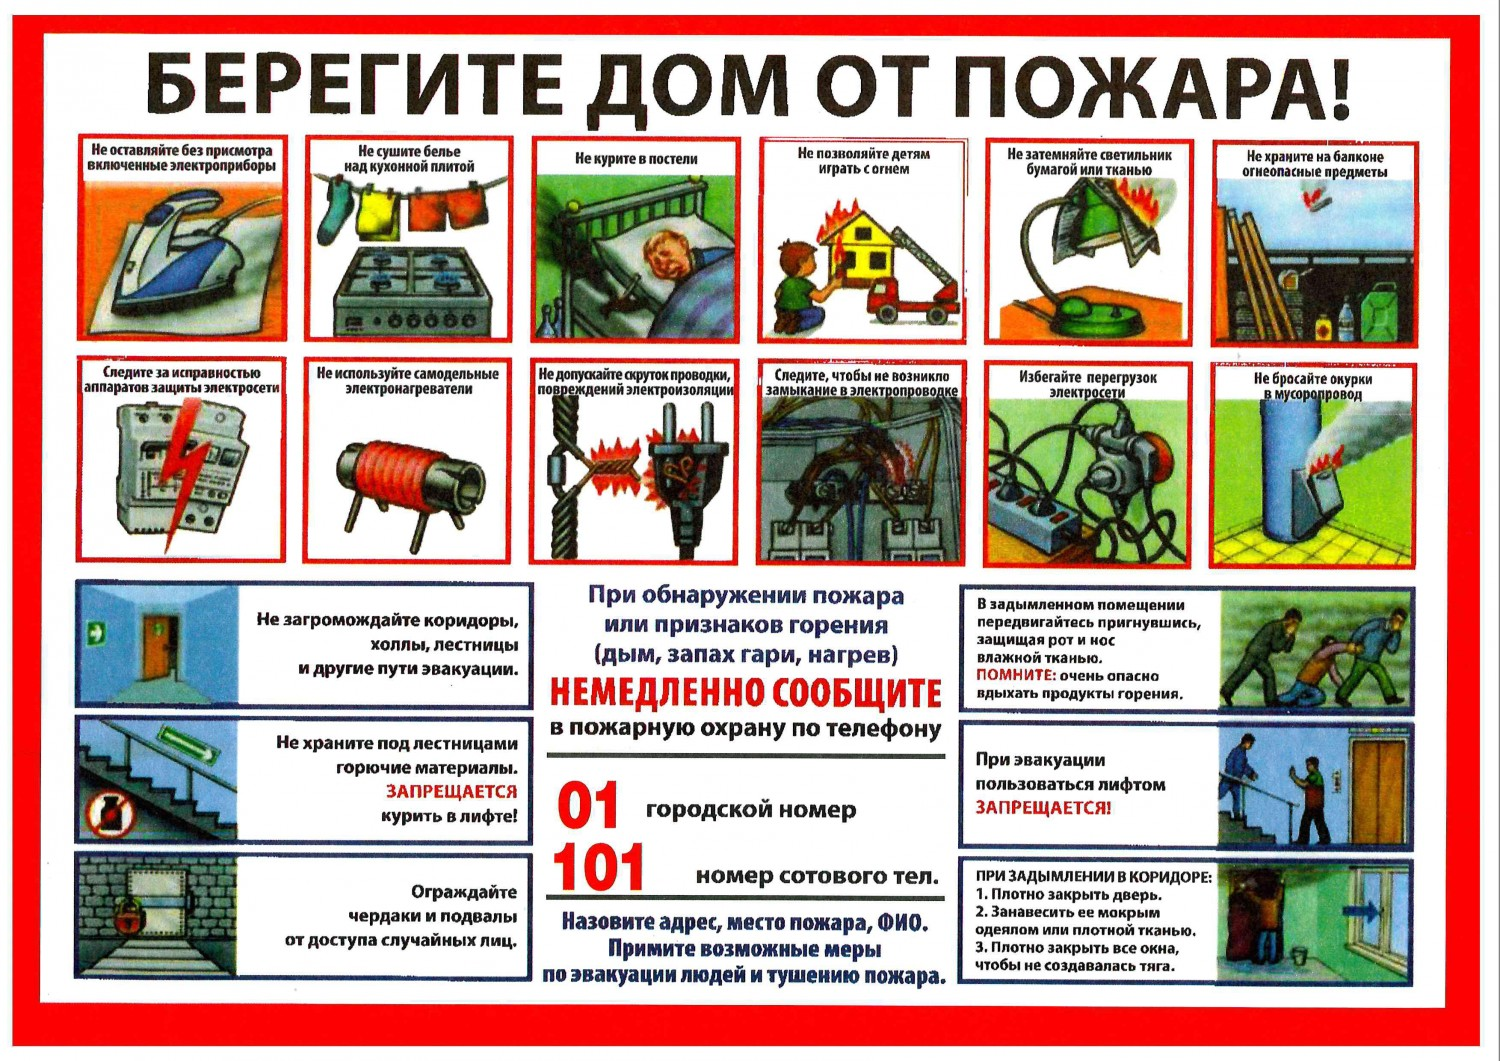 БЕРЕГИТЕ ДОМ ОТ ПОЖАРА!
Не оставляйте без присмотра
включенные электроприборы
Не сушите белье
над кухонной плитой
Не курите в постели
Не позволяйте детям
играть с огнем
Не затемняйте светильник
бумагой или тканью
Не храните на балконе
огнеопасные предметы
Следите за исправностью
аппаратов защиты электросети
Не используйте самодельные
электронагреватели
Не допускайте скруток проводки,
повреждений электроизоляции
Следите, чтобы не возникло
замыкание в электропроводке
Избегайте перегрузок
электросети
Не бросайте окурки
в мусоропровод
Не загромождайте коридоры,
холлы, лестницы
и другие пути эвакуации.
Не храните под лестницами
горючие материалы.
ЗАПРЕЩАЕТСЯ
курить в лифте!
Ограждайте
чердаки и подвалы
от доступа случайных лиц.
При обнаружении пожара
или признаков горения
(дым, запах гари, нагрев)
НЕМЕДЛЕННО СООБЩИТЕ
в пожарную охрану по телефону
01 городской номер
101 номер сотового тел.
Назовите адрес, место пожара, ФИО.
Примите возможные меры
по эвакуации людей и тушению пожара.
В задымленном помещении
передвигайтесь пригнувшись,
защищая рот и нос
влажной тканью.
ПОМНИТЕ: очень опасно
вдыхать продукты горения.
При эвакуации
пользоваться лифтом
ЗАПРЕЩАЕТСЯ!
ПРИ ЗАДЫМЛЕНИИ В КОРИДОРЕ:
1. Плотно закрыть дверь.
2. Занавесить ее мокрым
одеялом или плотной тканью.
3. Плотно закрыть все окна,
чтобы не создавалась тяга.